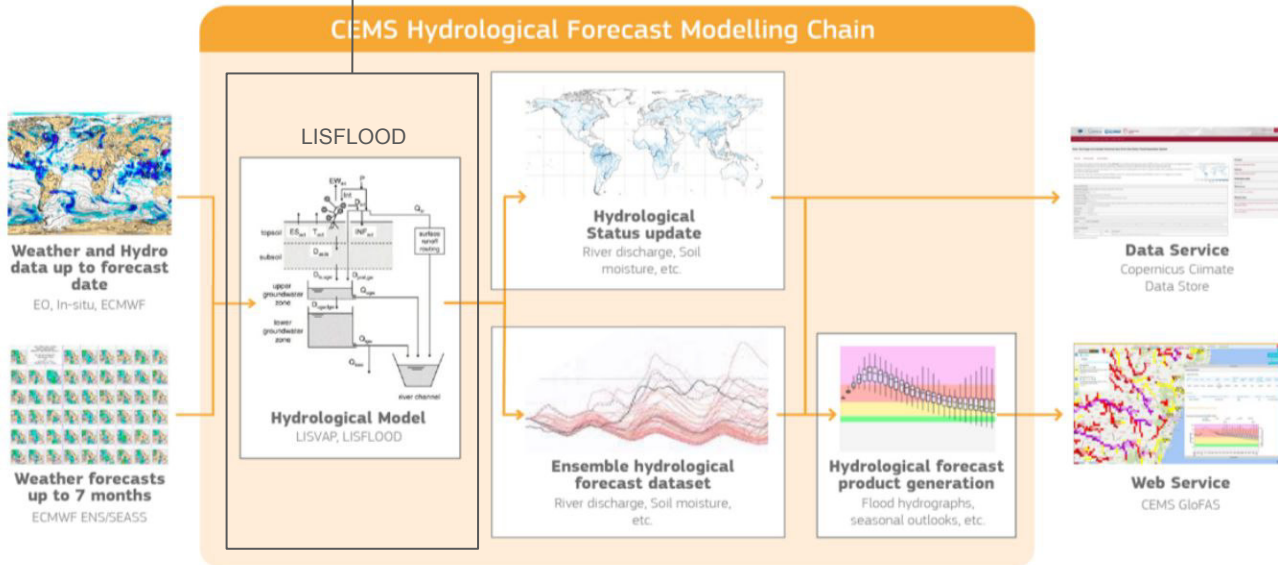 CEMS Hydrological Forecast Modelling Chain
Weather and Hydro
data up to forecast
date
EO, In-situ, ECMWF
Weather forecasts
up to 7 months
ECMWF ENS/SEAS5
LISFLOOD
P
Int
topsoil
subsoil
surface
runoff
routing
upper
groundwater
zone
lower
groundwater
zone
river channel
Hydrological Model
LISVAP, LISFLOOD
Hydrological
Status update
River discharge, Soil
moisture, etc.
Ensemble hydrological
forecast dataset
River discharge, Soil moisture,
etc.
Hydrological forecast
product generation
Flood hydrographs,
seasonal outlooks, etc.
Data Service
Copernicus Climate
Data Store
Web Service
CEMS GloFAS